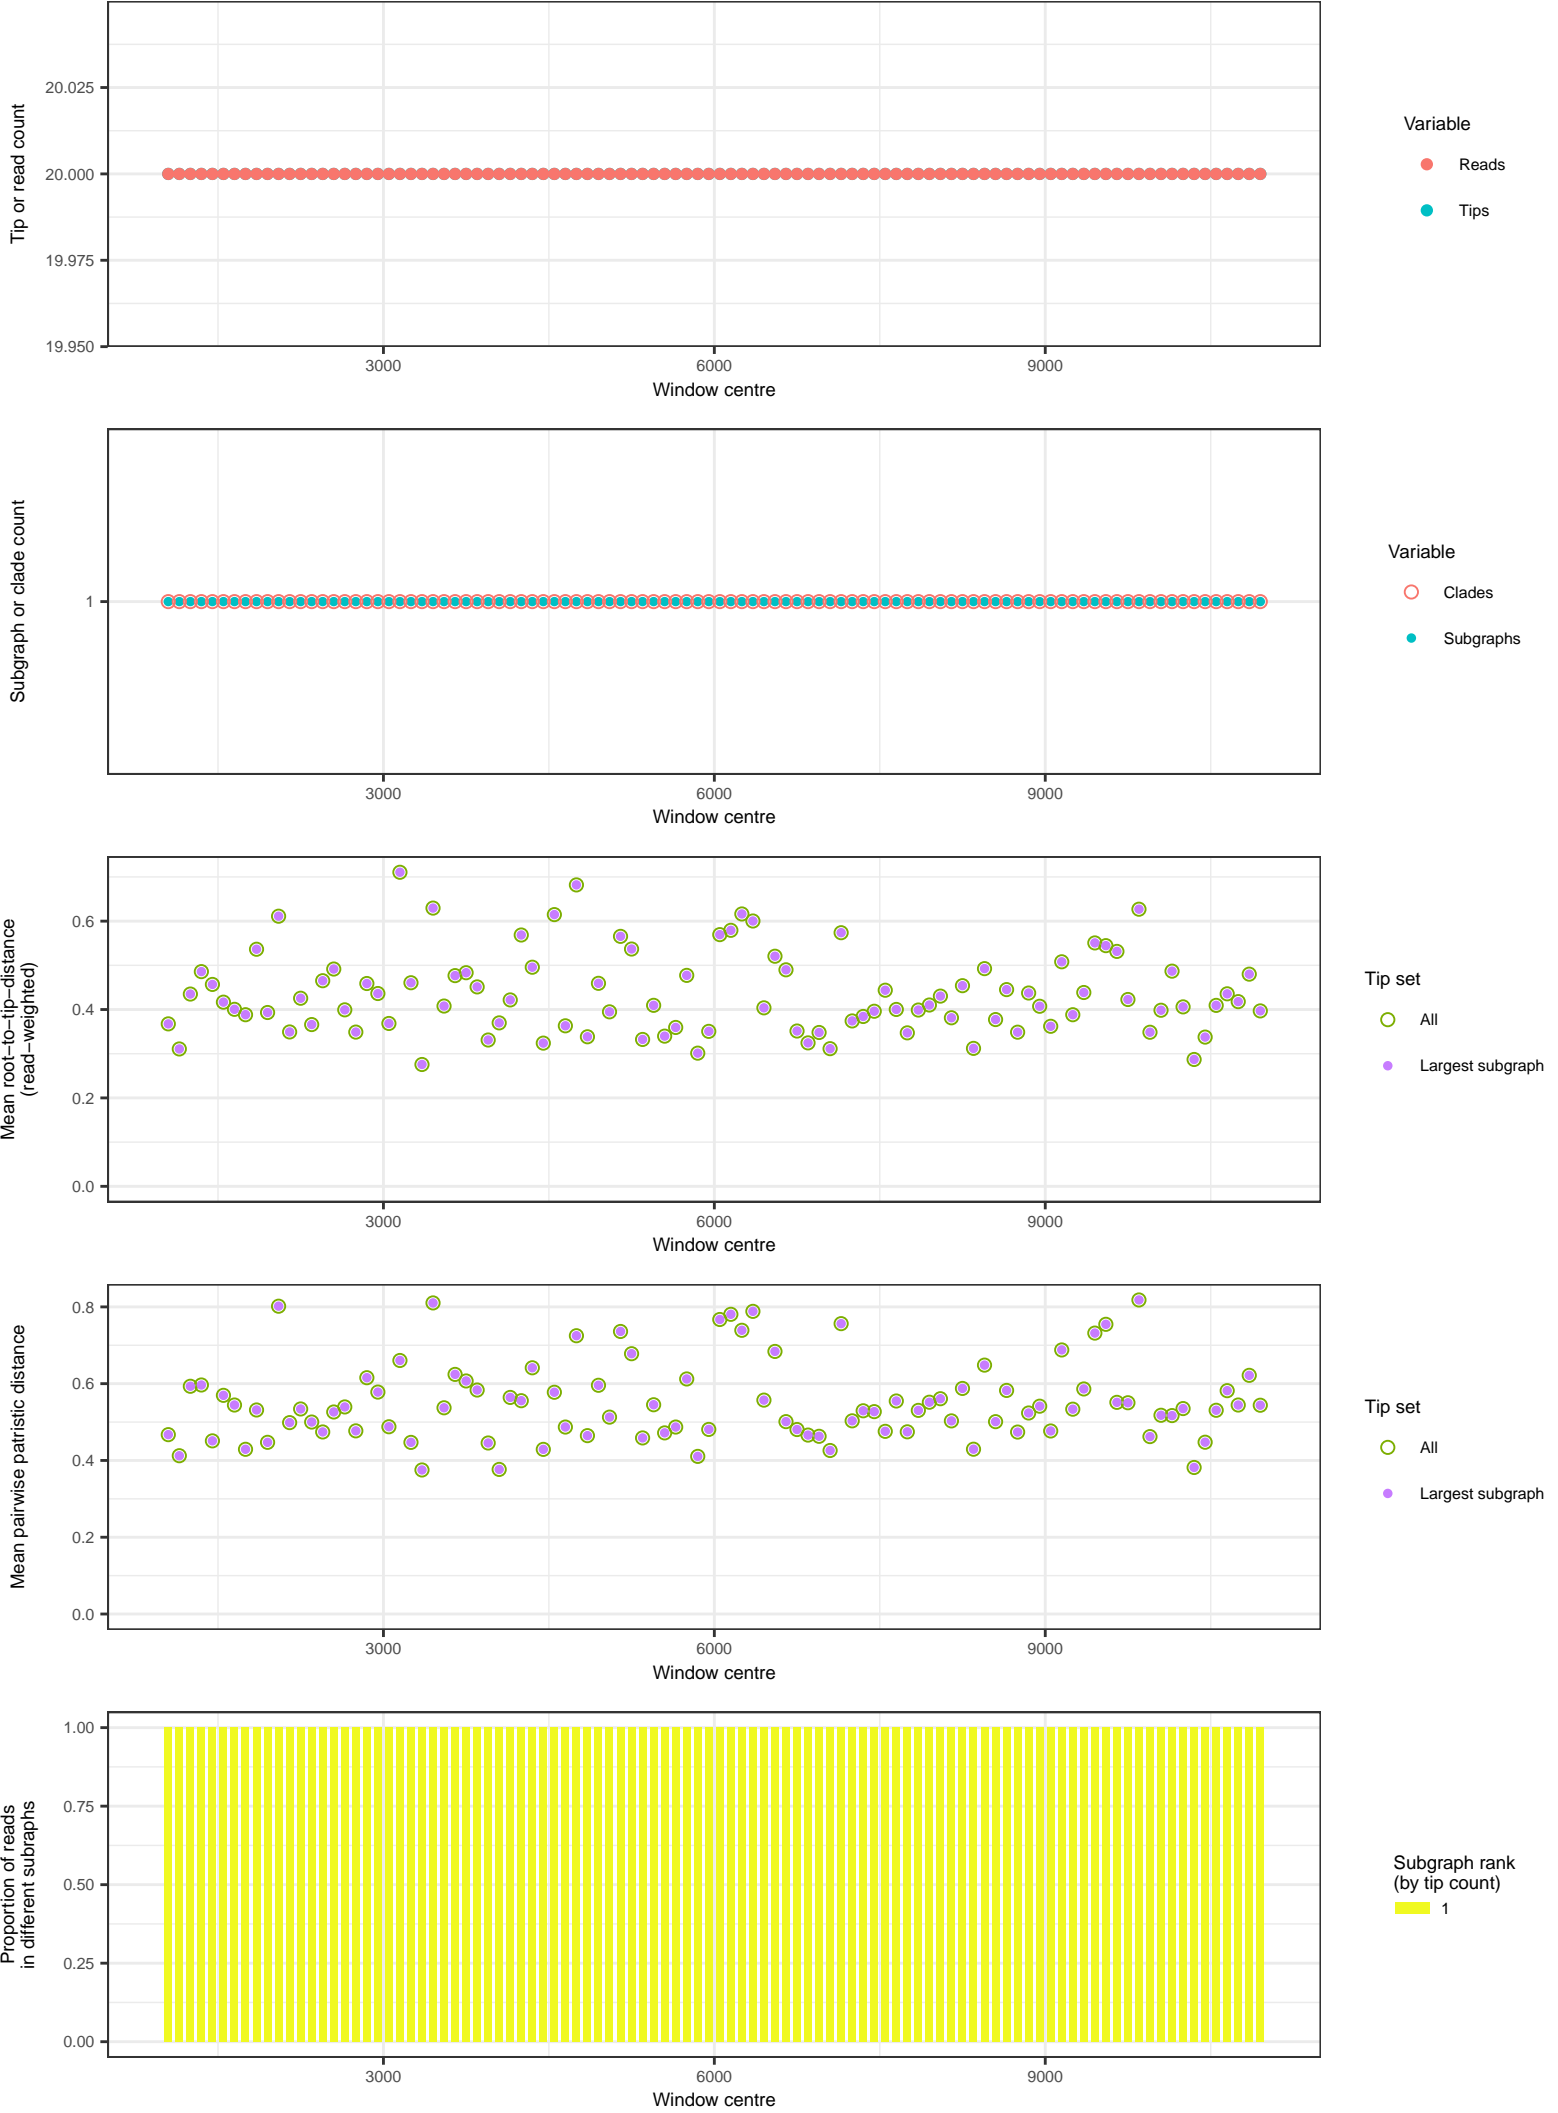 Tip or read count
20.025
20.000
19.975
19.950
3000
6000
9000
Window centre
Variable
Reads
Tips
Subgraph or clade count
1
3000
6000
9000
Window centre
Variable
Clades
Subgraphs
Mean root−to−tip−distance
(read−weighted)
0.6
0.4
0.2
0.0
3000
6000
9000
Window centre
Tip set
All
Largest subgraph
Mean pairwise patristic distance
0.8
0.6
0.4
0.2
0.0
3000
6000
9000
Window centre
Tip set
All
Largest subgraph
Proportion of reads
in different subraphs
1.00
0.75
0.50
0.25
0.00
3000
6000
9000
Window centre
Subgraph rank
(by tip count)
1